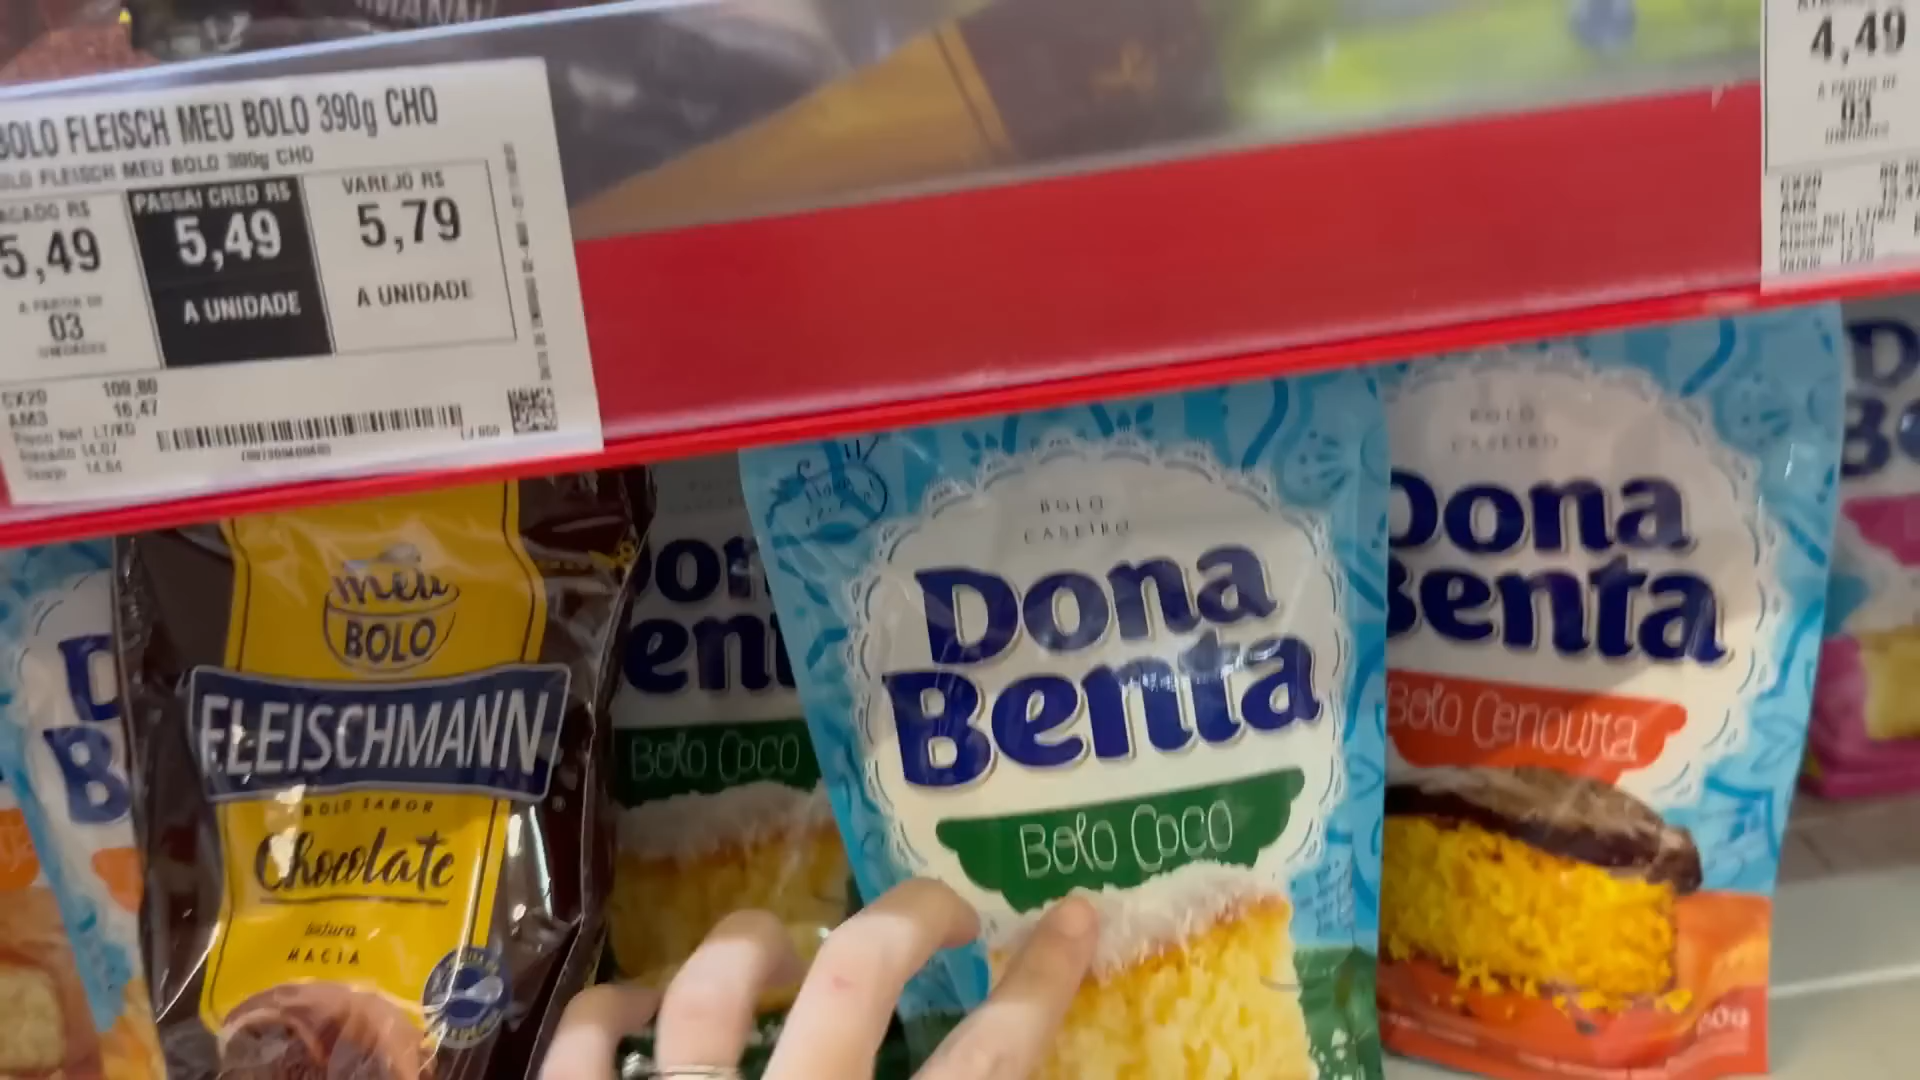 BOLO FLEISCH MEU BOLO 390g CHO
FLEISCH MEU BOLO 390g CHO
PASSAI CRED R$
5,49
A UNIDADE
VAREJO R$
5,79
A UNIDADE
5,49
A PARTIR DE
03
UNIDADES
CX20 109,80
AM3 16,47
4,49
A PARTIR DE
03
UNIDADES
meu
BOLO
FLEISCHMANN
BOLO SABOR
Chocolate
textura
MACIA
Bolo Coco
BOLO
CASEIRO
Dona
Benta
Bolo Coco
BOLO
CASEIRO
Dona
Benta
Bolo Cenoura